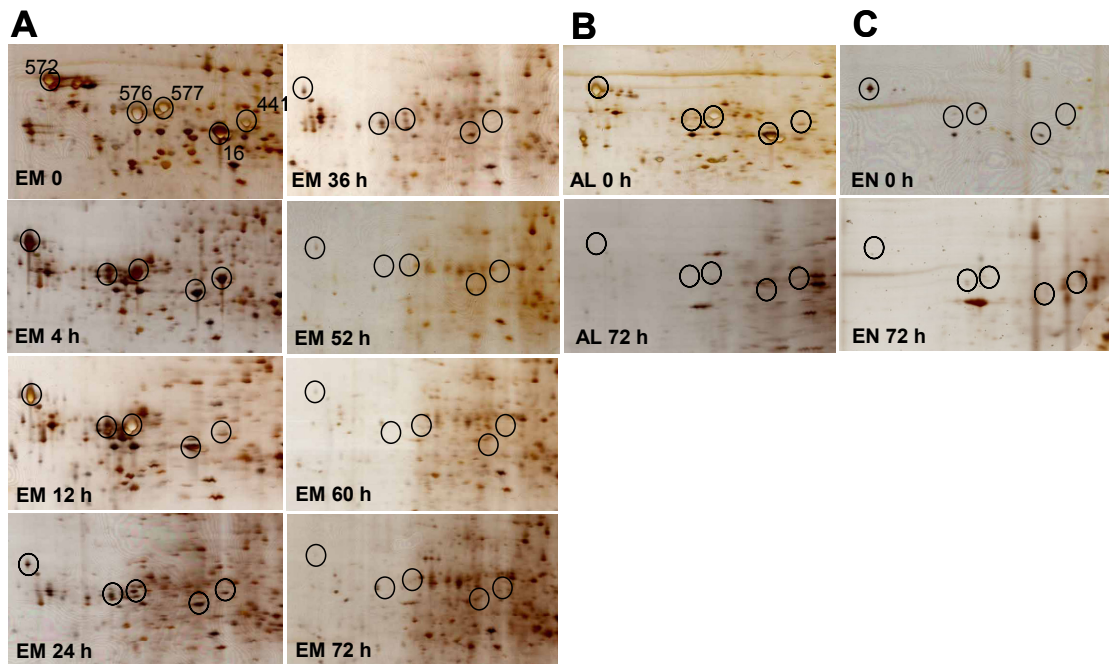 A
B
C
572
576
577
441
16
EM 0
EM 36 h
AL 0 h
EN 0 h
EM 4 h
EM 52 h
AL 72 h
EN 72 h
EM 12 h
EM 60 h
EM 24 h
EM 72 h